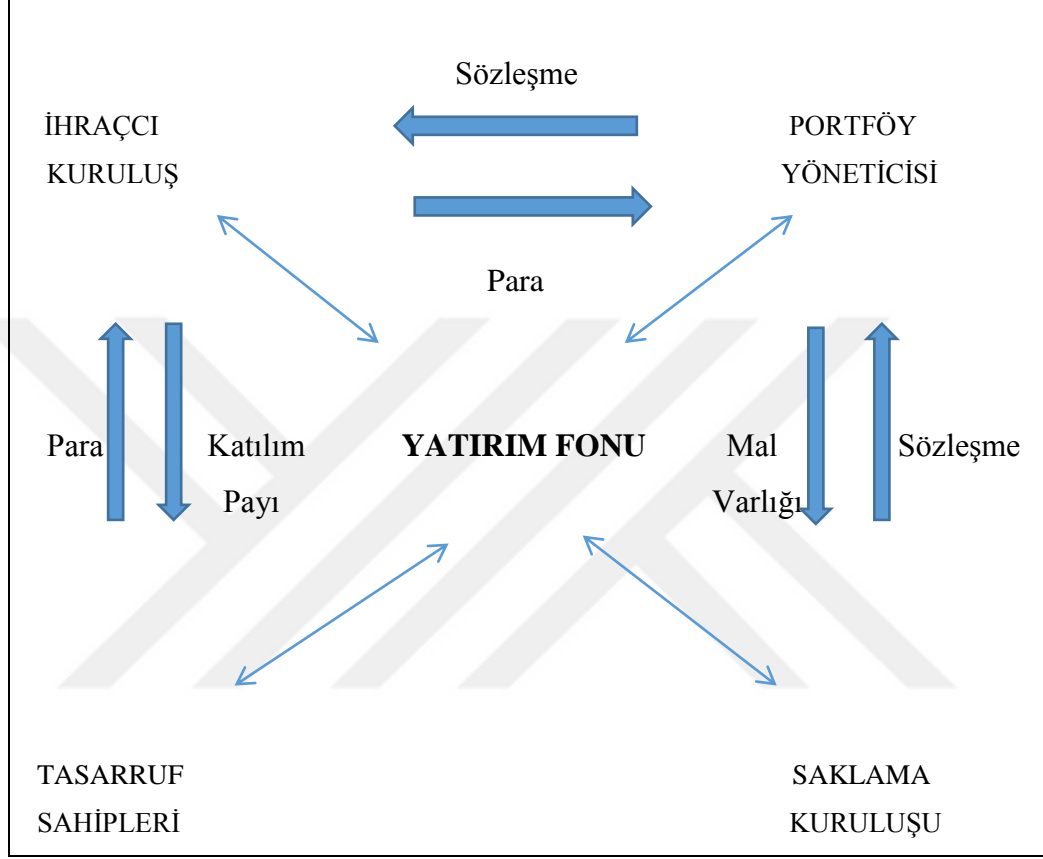 Sözleşme
İHRAÇCI PORTFÖY
KURULUŞ YÖNETİCİSİ
Para
Para Katılım YATIRIM FONU Mal Sözleşme
Payı Varlığı
TASARRUF SAKLAMA
SAHİPLERİ KURULUŞU